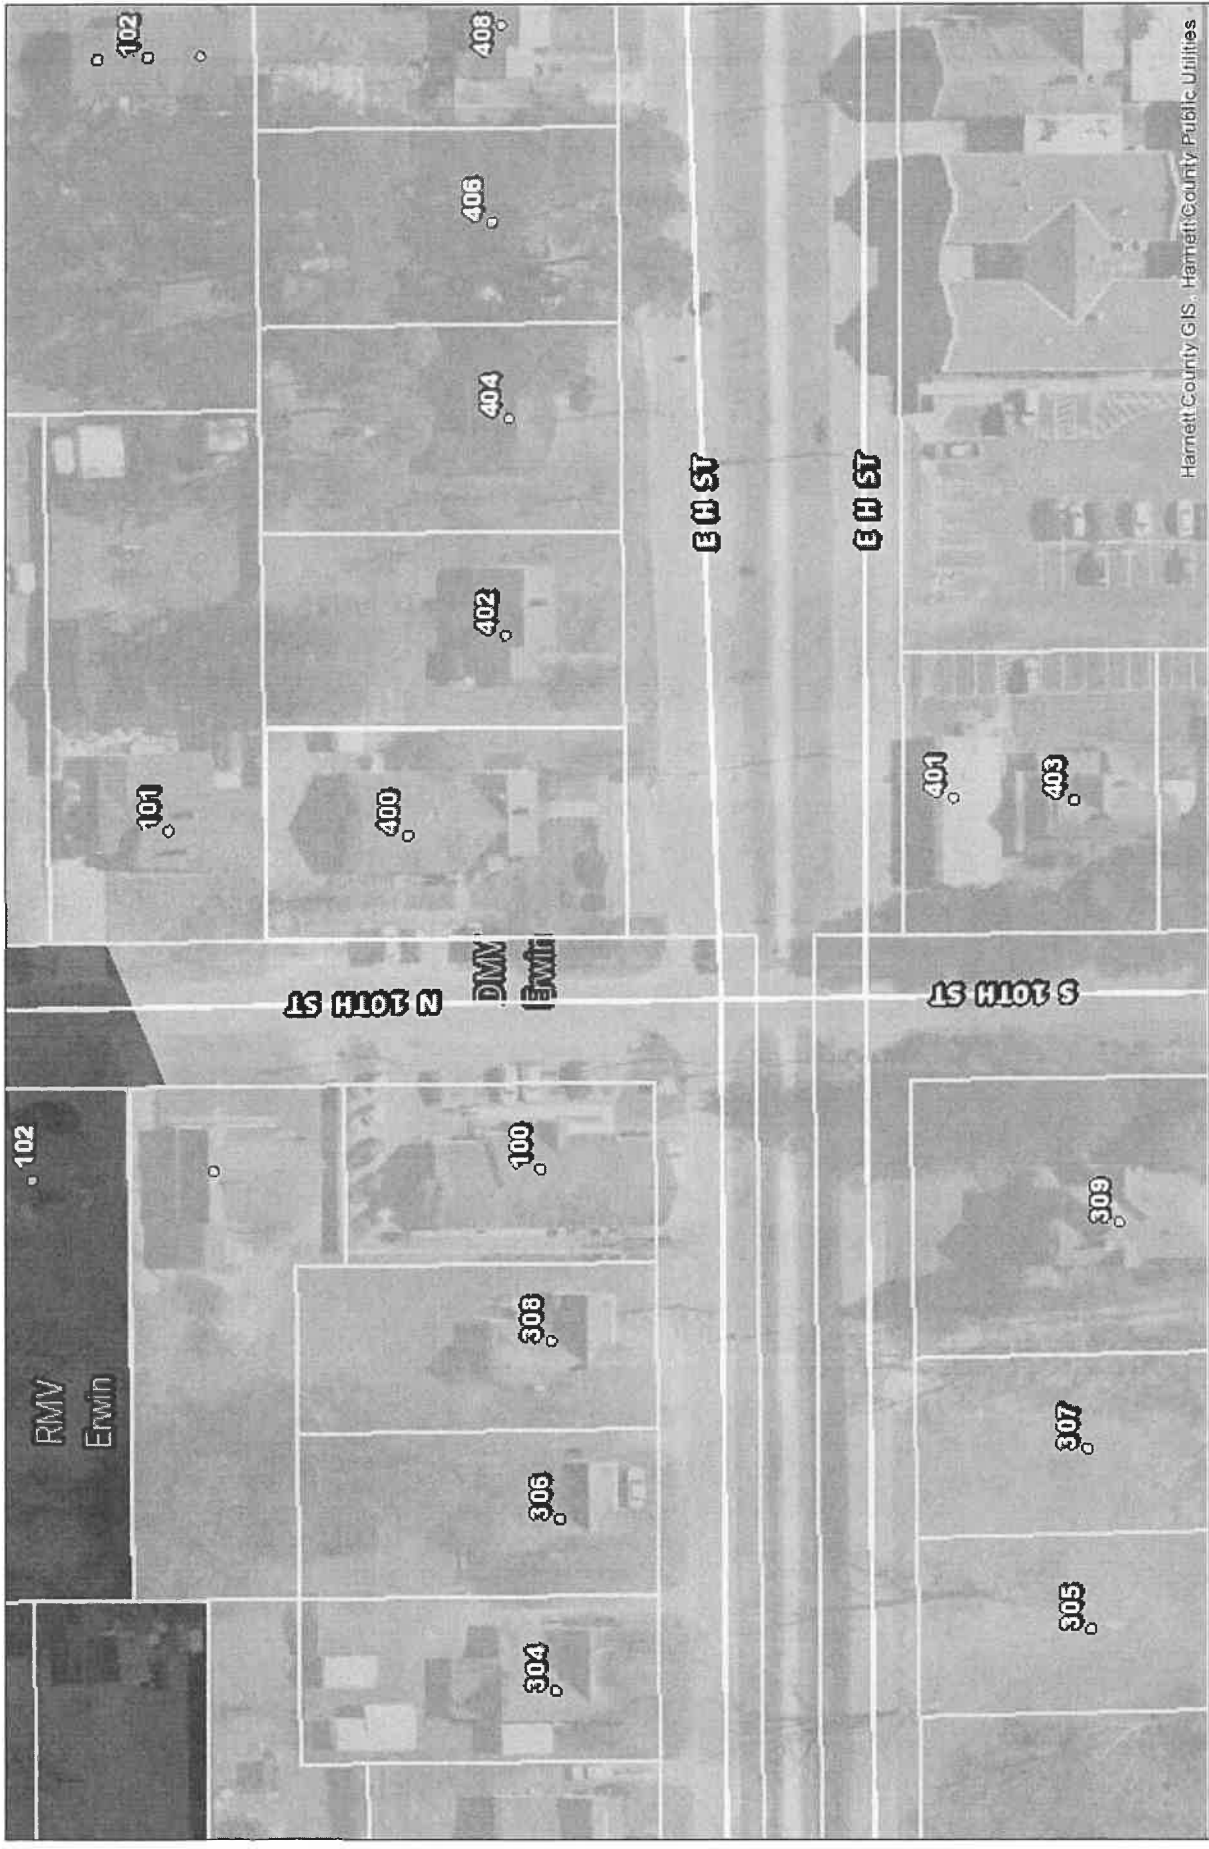 102
RMV
Erwin
102
101
N 10TH ST
DMV
Erwin
304
306
308
100
400
402
404
406
408
E H ST
E H ST
305
307
309
S 10TH ST
401
403
Harnett County GIS, Harnett County Public Utilities